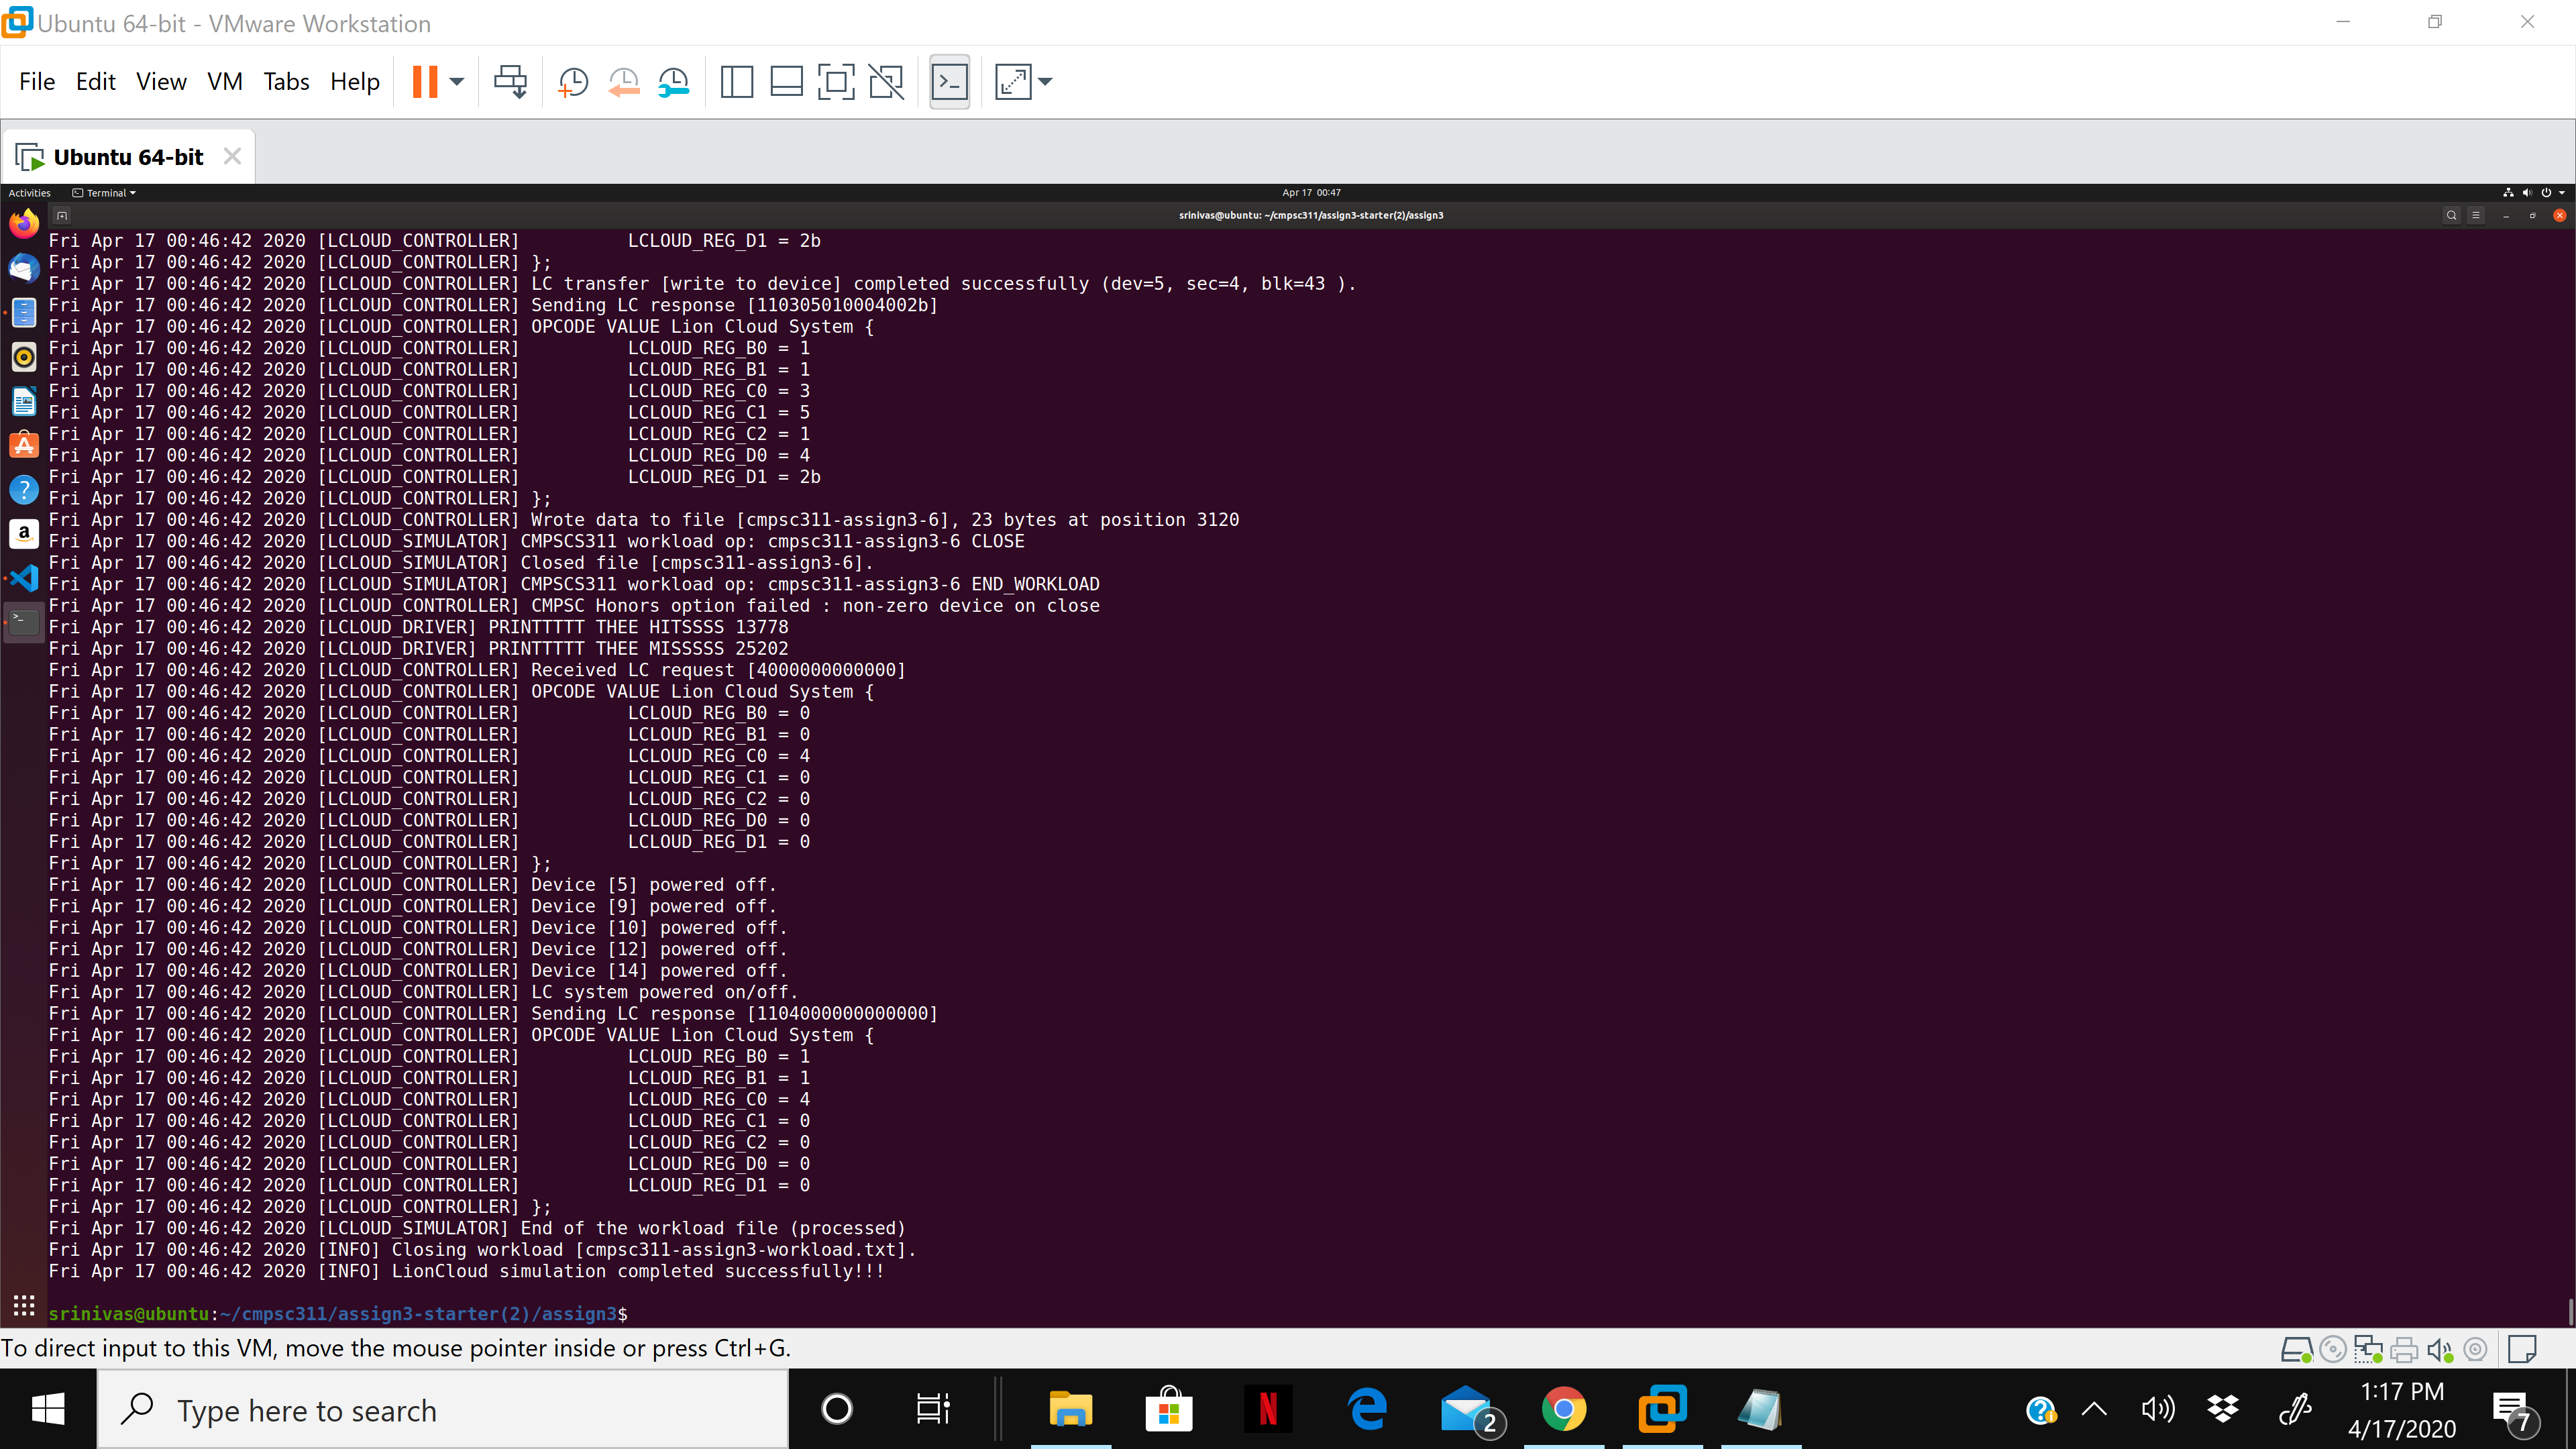 Ubuntu 64-bit - VMware Workstation
File Edit View VM Tabs Help
Ubuntu 64-bit
Activities Terminal Apr 17 00:47
srinivas@ubuntu: ~/cmpsc311/assign3-starter(2)/assign3
Fri Apr 17 00:46:42 2020 [LCLOUD_CONTROLLER] LCLOUD_REG_D1 = 2b
Fri Apr 17 00:46:42 2020 [LCLOUD_CONTROLLER] };
Fri Apr 17 00:46:42 2020 [LCLOUD_CONTROLLER] LC transfer [write to device] completed successfully (dev=5, sec=4, blk=43 ).
Fri Apr 17 00:46:42 2020 [LCLOUD_CONTROLLER] Sending LC response [110305010004002b]
Fri Apr 17 00:46:42 2020 [LCLOUD_CONTROLLER] OPCODE VALUE Lion Cloud System {
Fri Apr 17 00:46:42 2020 [LCLOUD_CONTROLLER] LCLOUD_REG_B0 = 1
Fri Apr 17 00:46:42 2020 [LCLOUD_CONTROLLER] LCLOUD_REG_B1 = 1
Fri Apr 17 00:46:42 2020 [LCLOUD_CONTROLLER] LCLOUD_REG_C0 = 3
Fri Apr 17 00:46:42 2020 [LCLOUD_CONTROLLER] LCLOUD_REG_C1 = 5
Fri Apr 17 00:46:42 2020 [LCLOUD_CONTROLLER] LCLOUD_REG_C2 = 1
Fri Apr 17 00:46:42 2020 [LCLOUD_CONTROLLER] LCLOUD_REG_D0 = 4
Fri Apr 17 00:46:42 2020 [LCLOUD_CONTROLLER] LCLOUD_REG_D1 = 2b
Fri Apr 17 00:46:42 2020 [LCLOUD_CONTROLLER] };
Fri Apr 17 00:46:42 2020 [LCLOUD_CONTROLLER] Wrote data to file [cmpsc311-assign3-6], 23 bytes at position 3120
Fri Apr 17 00:46:42 2020 [LCLOUD_SIMULATOR] CMPSCS311 workload op: cmpsc311-assign3-6 CLOSE
Fri Apr 17 00:46:42 2020 [LCLOUD_SIMULATOR] Closed file [cmpsc311-assign3-6].
Fri Apr 17 00:46:42 2020 [LCLOUD_SIMULATOR] CMPSCS311 workload op: cmpsc311-assign3-6 END_WORKLOAD
Fri Apr 17 00:46:42 2020 [LCLOUD_CONTROLLER] CMPSC Honors option failed : non-zero device on close
Fri Apr 17 00:46:42 2020 [LCLOUD_DRIVER] PRINTTTTT THEE HITSSSS 13778
Fri Apr 17 00:46:42 2020 [LCLOUD_DRIVER] PRINTTTTT THEE MISSSSS 25202
Fri Apr 17 00:46:42 2020 [LCLOUD_CONTROLLER] Received LC request [4000000000000]
Fri Apr 17 00:46:42 2020 [LCLOUD_CONTROLLER] OPCODE VALUE Lion Cloud System {
Fri Apr 17 00:46:42 2020 [LCLOUD_CONTROLLER] LCLOUD_REG_B0 = 0
Fri Apr 17 00:46:42 2020 [LCLOUD_CONTROLLER] LCLOUD_REG_B1 = 0
Fri Apr 17 00:46:42 2020 [LCLOUD_CONTROLLER] LCLOUD_REG_C0 = 4
Fri Apr 17 00:46:42 2020 [LCLOUD_CONTROLLER] LCLOUD_REG_C1 = 0
Fri Apr 17 00:46:42 2020 [LCLOUD_CONTROLLER] LCLOUD_REG_C2 = 0
Fri Apr 17 00:46:42 2020 [LCLOUD_CONTROLLER] LCLOUD_REG_D0 = 0
Fri Apr 17 00:46:42 2020 [LCLOUD_CONTROLLER] LCLOUD_REG_D1 = 0
Fri Apr 17 00:46:42 2020 [LCLOUD_CONTROLLER] };
Fri Apr 17 00:46:42 2020 [LCLOUD_CONTROLLER] Device [5] powered off.
Fri Apr 17 00:46:42 2020 [LCLOUD_CONTROLLER] Device [9] powered off.
Fri Apr 17 00:46:42 2020 [LCLOUD_CONTROLLER] Device [10] powered off.
Fri Apr 17 00:46:42 2020 [LCLOUD_CONTROLLER] Device [12] powered off.
Fri Apr 17 00:46:42 2020 [LCLOUD_CONTROLLER] Device [14] powered off.
Fri Apr 17 00:46:42 2020 [LCLOUD_CONTROLLER] LC system powered on/off.
Fri Apr 17 00:46:42 2020 [LCLOUD_CONTROLLER] Sending LC response [1104000000000000]
Fri Apr 17 00:46:42 2020 [LCLOUD_CONTROLLER] OPCODE VALUE Lion Cloud System {
Fri Apr 17 00:46:42 2020 [LCLOUD_CONTROLLER] LCLOUD_REG_B0 = 1
Fri Apr 17 00:46:42 2020 [LCLOUD_CONTROLLER] LCLOUD_REG_B1 = 1
Fri Apr 17 00:46:42 2020 [LCLOUD_CONTROLLER] LCLOUD_REG_C0 = 4
Fri Apr 17 00:46:42 2020 [LCLOUD_CONTROLLER] LCLOUD_REG_C1 = 0
Fri Apr 17 00:46:42 2020 [LCLOUD_CONTROLLER] LCLOUD_REG_C2 = 0
Fri Apr 17 00:46:42 2020 [LCLOUD_CONTROLLER] LCLOUD_REG_D0 = 0
Fri Apr 17 00:46:42 2020 [LCLOUD_CONTROLLER] LCLOUD_REG_D1 = 0
Fri Apr 17 00:46:42 2020 [LCLOUD_CONTROLLER] };
Fri Apr 17 00:46:42 2020 [LCLOUD_SIMULATOR] End of the workload file (processed)
Fri Apr 17 00:46:42 2020 [INFO] Closing workload [cmpsc311-assign3-workload.txt].
Fri Apr 17 00:46:42 2020 [INFO] LionCloud simulation completed successfully!!!
srinivas@ubuntu:~/cmpsc311/assign3-starter(2)/assign3$
To direct input to this VM, move the mouse pointer inside or press Ctrl+G.
Type here to search
2
1:17 PM
4/17/2020
7